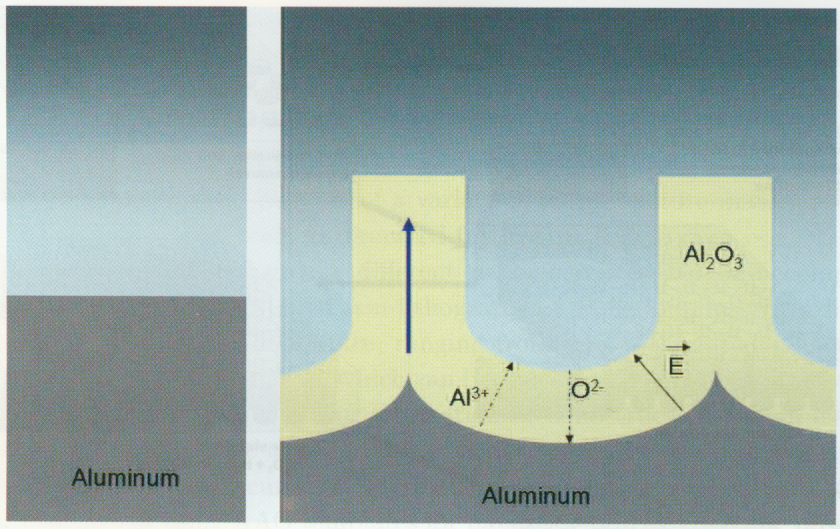 Aluminum
Al₂O₃
E
Al³⁺
O²⁻
Aluminum